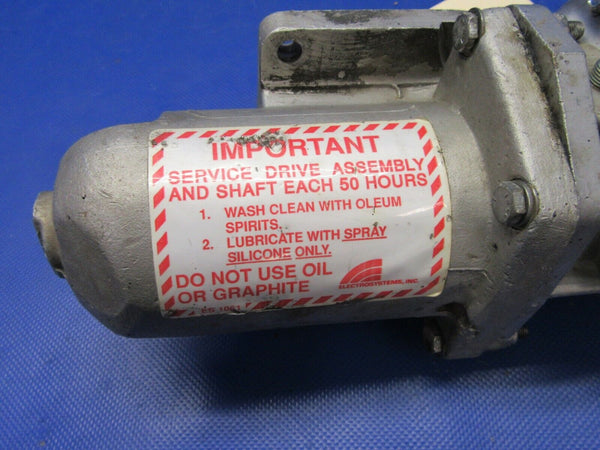 IMPORTANT
SERVICE DRIVE ASSEMBLY
AND SHAFT EACH 50 HOURS
1. WASH CLEAN WITH OLEUM
SPIRITS.
2. LUBRICATE WITH SPRAY
SILICONE ONLY.
DO NOT USE OIL
OR GRAPHITE
ELECTROSYSTEMS, INC.